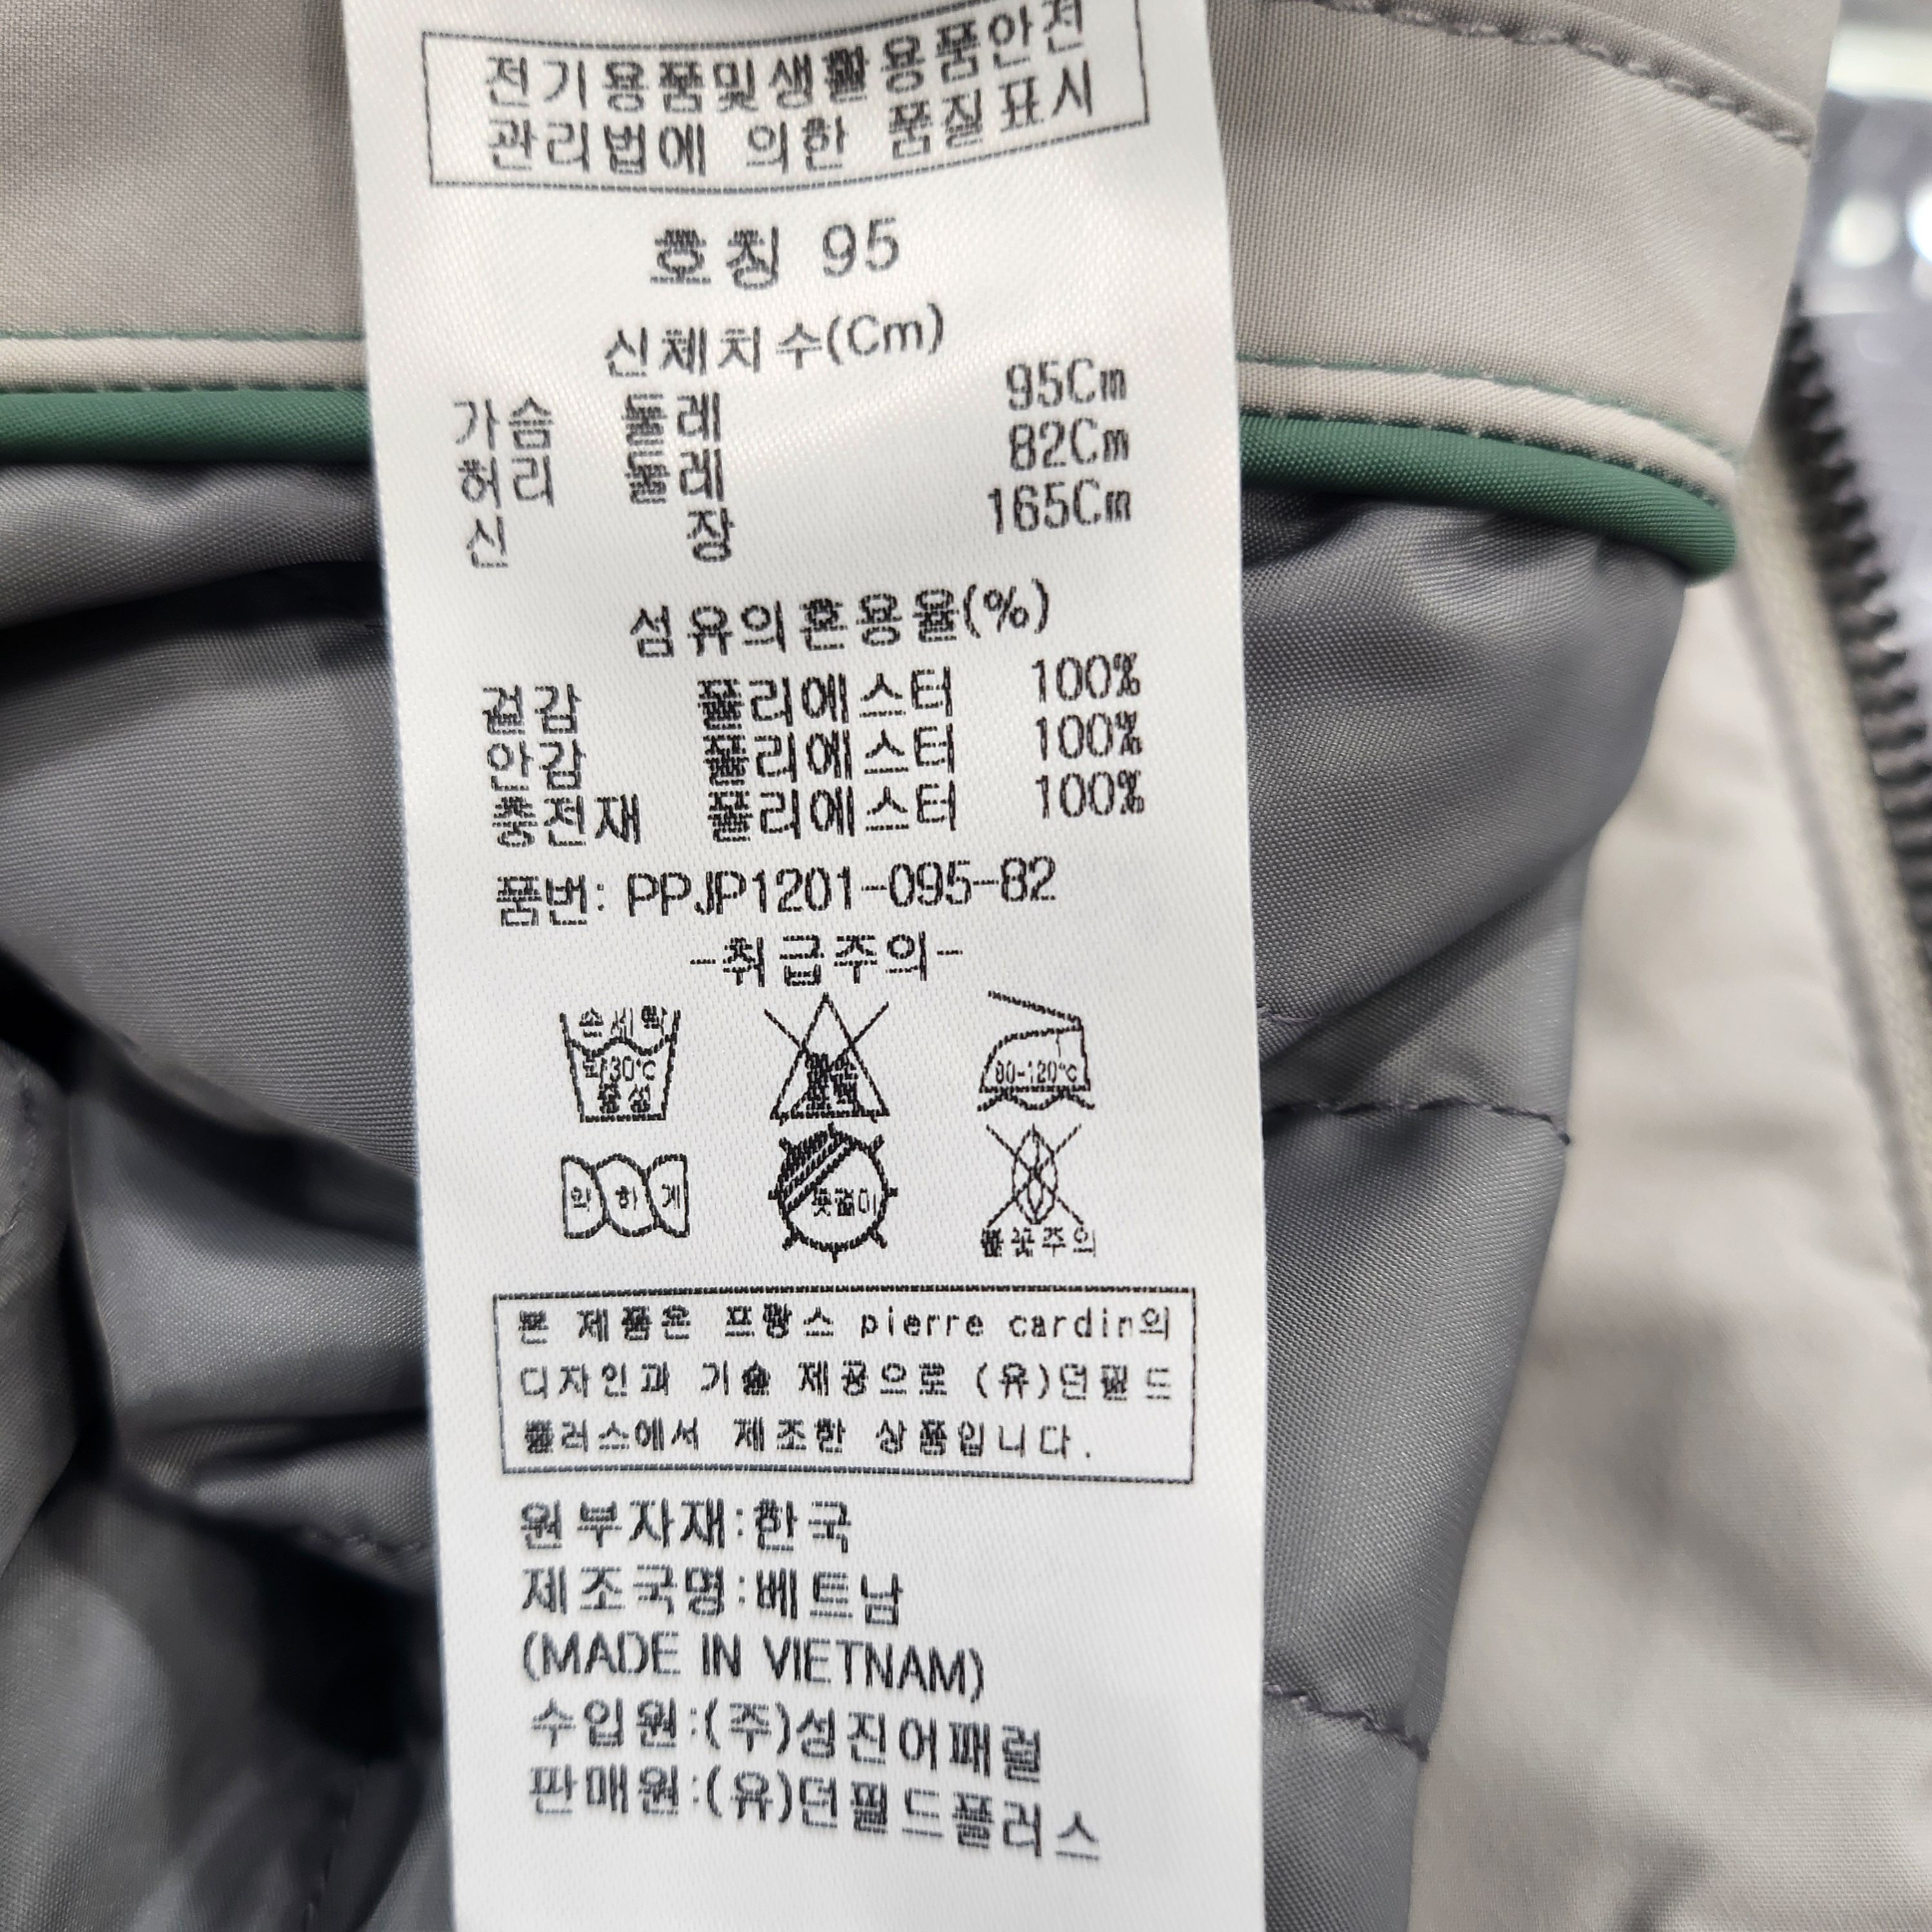 전기용품및생활용품안전
관리법에 의한 품질표시
호칭 95
신체치수(Cm)
가슴 둘레 95Cm
허리 둘레 82Cm
신 장 165Cm
섬유의혼용율(%)
겉감 폴리에스터 100%
안감 폴리에스터 100%
충전재 폴리에스터 100%
품번: PPJP1201-095-82
-취급주의-
손세탁
약30℃
중성
염소
표백
80-120℃
약하게
옷걸이
불꽃주의
본 제품은 프랑스 pierre cardin의
디자인과 기술 제공으로 (유)던필드
플러스에서 제조한 상품입니다.
원부자재:한국
제조국명:베트남
(MADE IN VIETNAM)
수입원:(주)성진어패럴
판매원:(유)던필드플러스